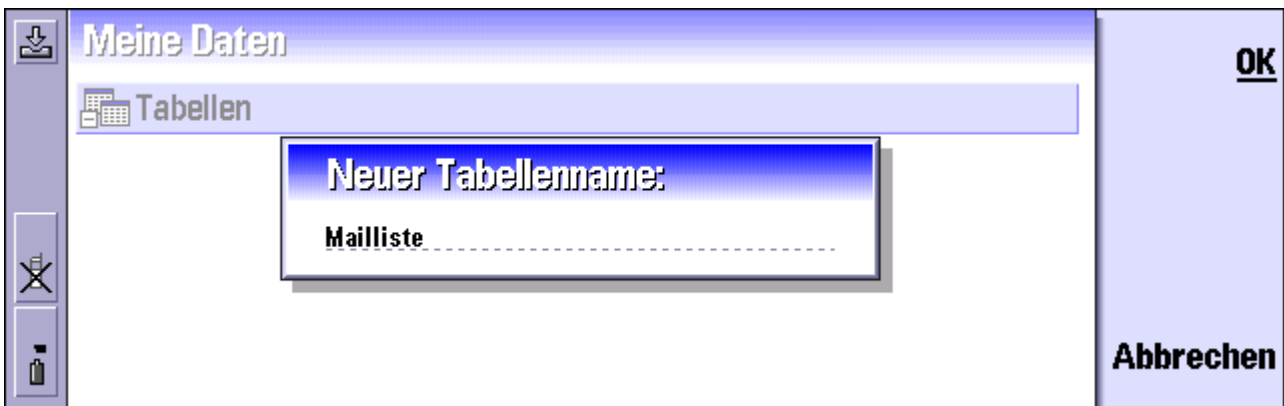 Meine Daten
OK
Tabellen
Neuer Tabellenname:
Mailliste
Abbrechen